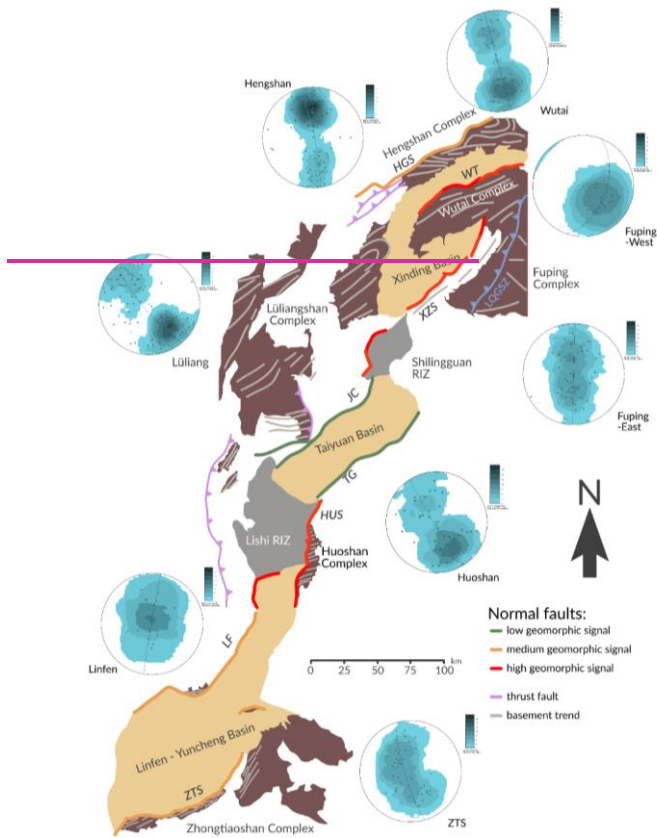 Hengshan
Wutai
Hengshan Complex
HGS
WT
Wutai Complex
Fuping
-West
Xinding Basin
LQGSZ
Fuping
Complex
XZS
Lüliangshan
Complex
Lüliang
Shilingguan
RIZ
JC
Fuping
-East
Taiyuan Basin
TG
HUS
Lishi RIZ
Huoshan
Complex
Huoshan
N
Linfen
LF
Normal faults:
low geomorphic signal
medium geomorphic signal
high geomorphic signal
thrust fault
basement trend
km
0 25 50 75 100
Linfen - Yuncheng Basin
ZTS
Zhongtiaoshan Complex
ZTS